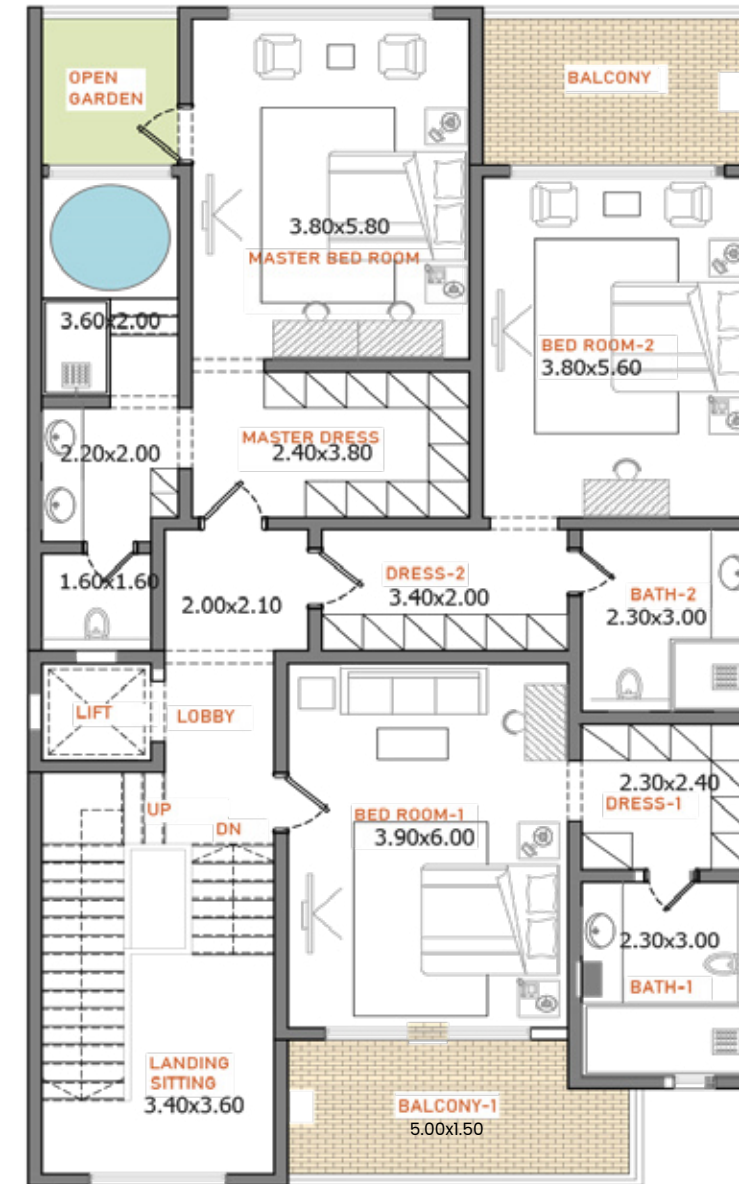 OPEN
GARDEN
BALCONY
3.80x5.80
MASTER BED ROOM
3.60x2.00
BED ROOM-2
3.80x5.60
MASTER DRESS
2.40x3.80
2.20x2.00
1.60x1.60
2.00x2.10
DRESS-2
3.40x2.00
BATH-2
2.30x3.00
LIFT
LOBBY
UP
DN
BED ROOM-1
3.90x6.00
2.30x2.40
DRESS-1
2.30x3.00
BATH-1
LANDING
SITTING
3.40x3.60
BALCONY-1
5.00x1.50